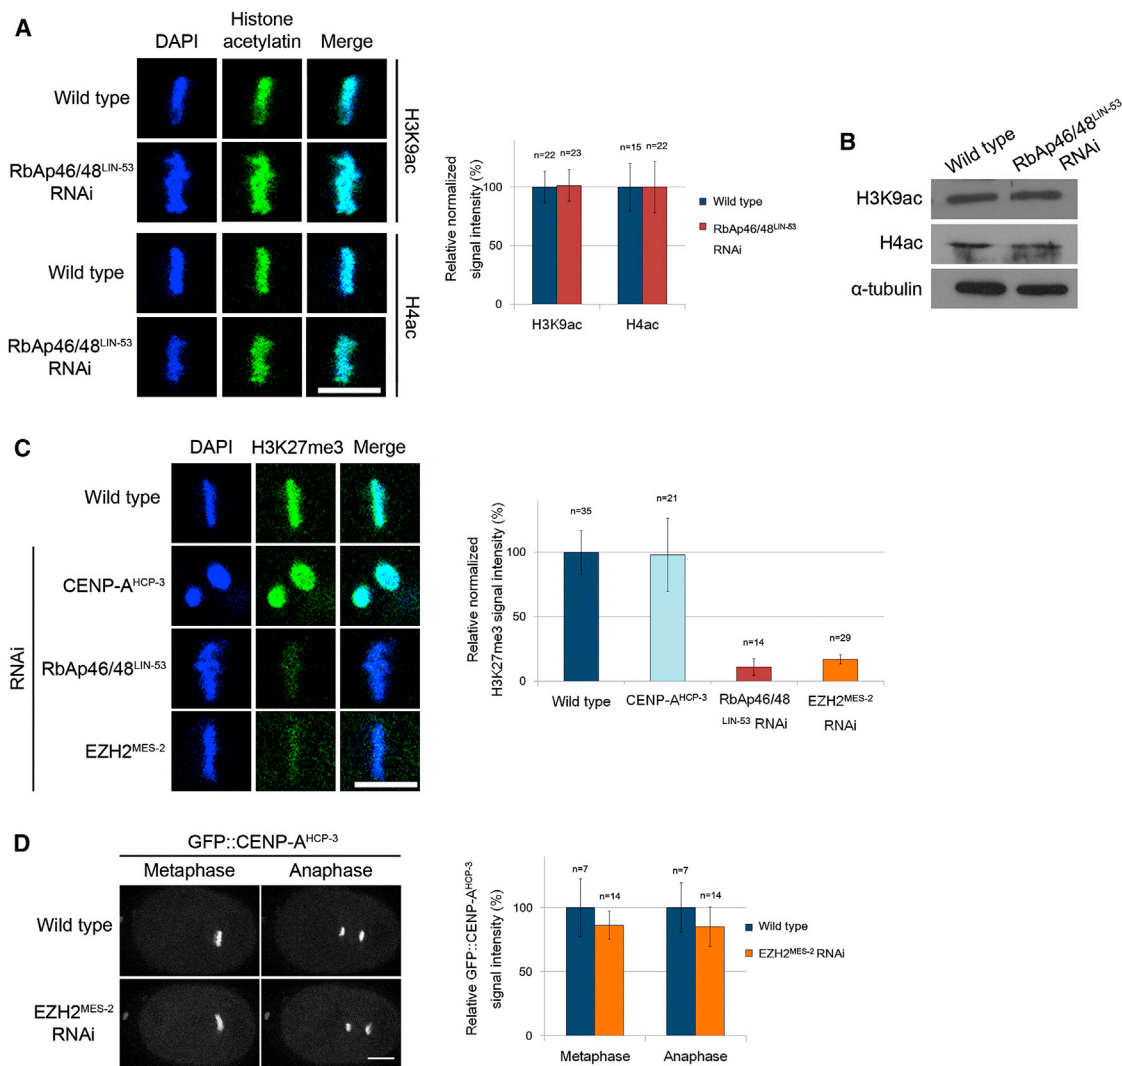 A
DAPI
Histone
acetylatin
Merge
Wild type
RbAp46/48LIN-53
RNAi
H3K9ac
Wild type
RbAp46/48LIN-53
RNAi
H4ac
Relative normalized
signal intensity (%)
100
50
0
n=22
n=23
n=15
n=22
H3K9ac
H4ac
Wild type
RbAp46/48LIN-53
RNAi
B
Wild type
RbAp46/48LIN-53
RNAi
H3K9ac
H4ac
α-tubulin
C
DAPI
H3K27me3
Merge
Wild type
RNAi
CENP-AHCP-3
RbAp46/48LIN-53
EZH2MES-2
Relative normalized
H3K27me3 signal intensity (%)
100
50
0
n=35
n=21
n=14
n=29
Wild type
CENP-AHCP-3
RbAp46/48
LIN-53 RNAi
EZH2MES-2
RNAi
D
GFP::CENP-AHCP-3
Metaphase
Anaphase
Wild type
EZH2MES-2
RNAi
Relative GFP::CENP-AHCP-3
signal intensity (%)
100
50
0
n=7
n=14
n=7
n=14
Metaphase
Anaphase
Wild type
EZH2MES-2 RNAi